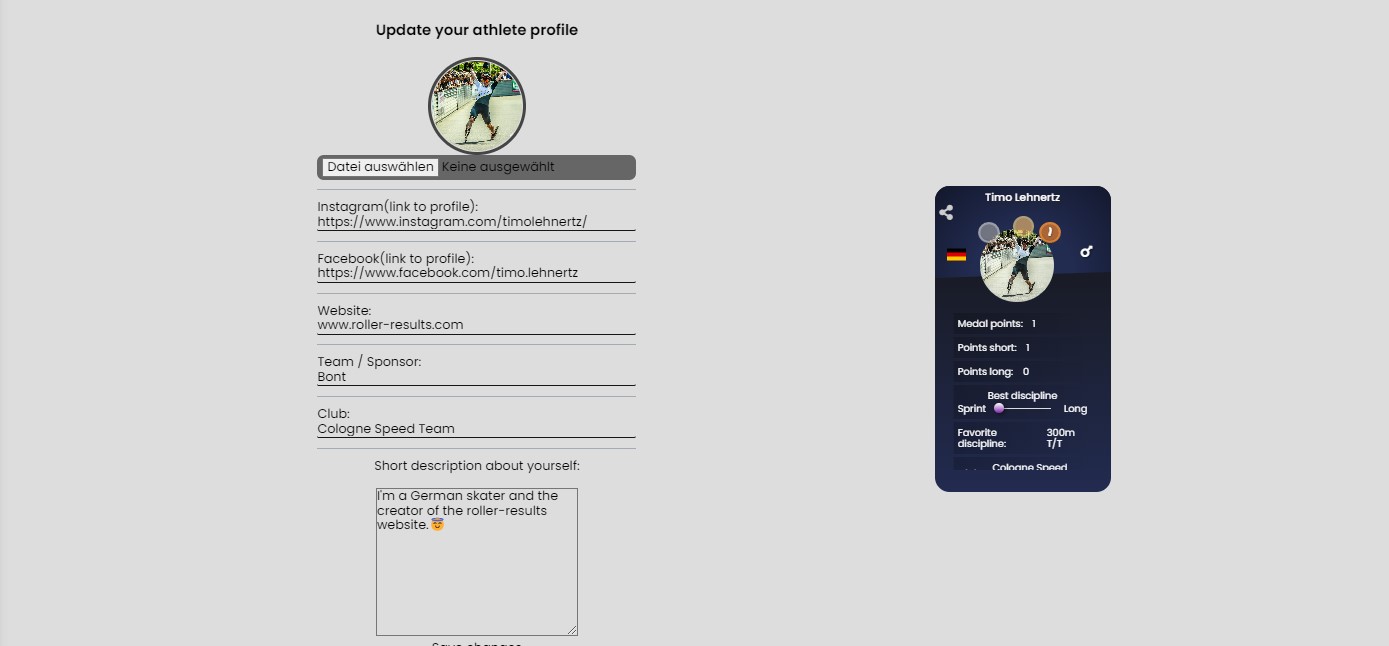 Update your athlete profile
Datei auswählen Keine ausgewählt
Instagram(link to profile):
https://www.instagram.com/timolehnertz/
Facebook(link to profile):
https://www.facebook.com/timo.lehnertz
Website:
www.roller-results.com
Team / Sponsor:
Bont
Club:
Cologne Speed Team
Short description about yourself:
I'm a German skater and the
creator of the roller-results
website.😇
Save changes
Timo Lehnertz
1
Medal points: 1
Points short: 1
Points long: 0
Best discipline
Sprint Long
Favorite discipline: 300m T/T
Cologne Speed